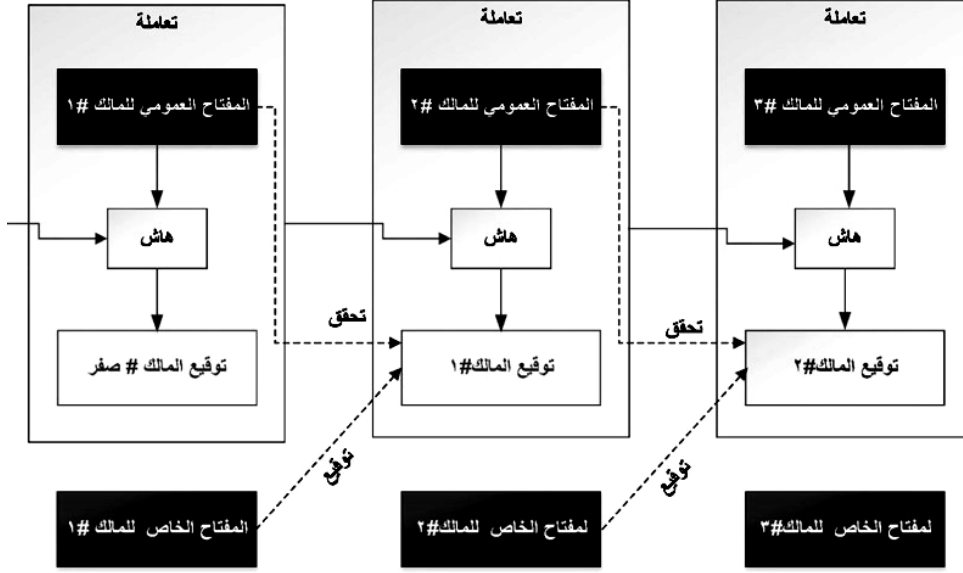 تعاملة
تعاملة
تعاملة
المفتاح العمومي للمالك #١
المفتاح العمومي للمالك #٢
المفتاح العمومي للمالك #٣
هاش
هاش
هاش
تحقق
تحقق
توقيع المالك # صفر
توقيع المالك#١
توقيع المالك#٢
توقيع
توقيع
المفتاح الخاص للمالك #١
لمفتاح الخاص للمالك#٢
لمفتاح الخاص للمالك#٣